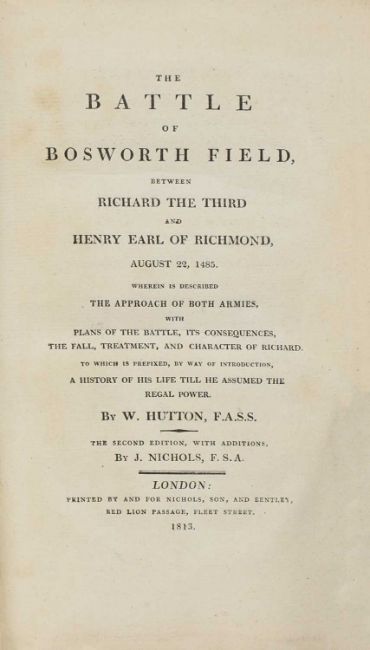 THE
BATTLE
OF
BOSWORTH FIELD,
BETWEEN
RICHARD THE THIRD
AND
HENRY EARL OF RICHMOND,
AUGUST 22, 1485.
WHEREIN IS DESCRIBED
THE APPROACH OF BOTH ARMIES,
WITH
PLANS OF THE BATTLE, ITS CONSEQUENCES,
THE FALL, TREATMENT, AND CHARACTER OF RICHARD.
TO WHICH IS PREFIXED, BY WAY OF INTRODUCTION,
A HISTORY OF HIS LIFE TILL HE ASSUMED THE
REGAL POWER.
BY W. HUTTON, F.A.S.S.
THE SECOND EDITION, WITH ADDITIONS,
BY J. NICHOLS, F. S. A.
LONDON:
PRINTED BY AND FOR NICHOLS, SON, AND BENTLEY,
RED LION PASSAGE, FLEET STREET.
1813.